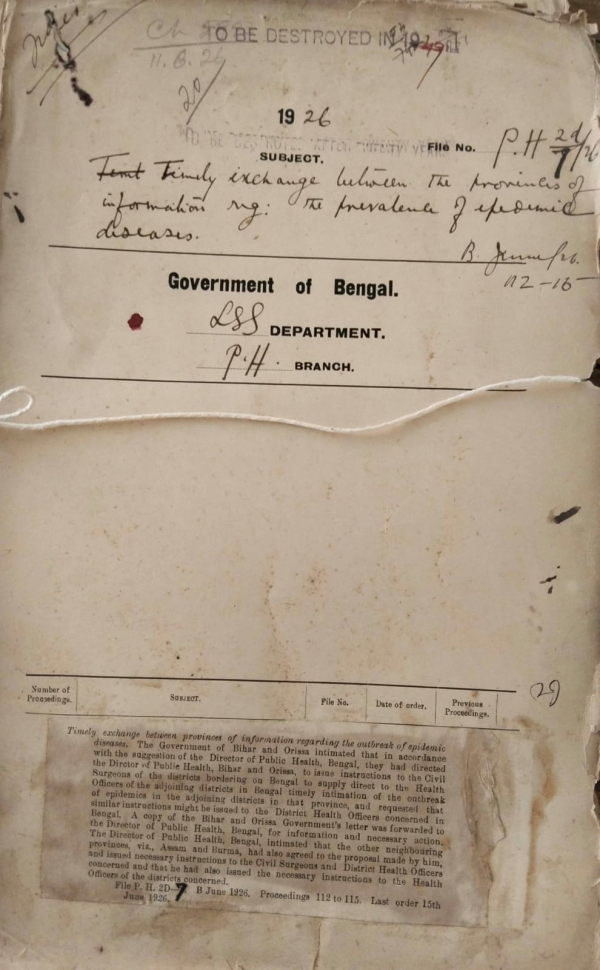 TO BE DESTROYED IN
11.6.26
20/
1926
File No. P.H 2d/7/26
SUBJECT.
Timely exchange between the provinces of
information rg: the prevalence of epidemic
diseases.
B. June/26.
112-15
Government of Bengal.
LSG DEPARTMENT.
P.H. BRANCH.
Number of Proceedings. SUBJECT. File No. Date of order. Previous Proceedings.
Timely exchange between provinces of information regarding the outbreak of epidemic
diseases. The Government of Bihar and Orissa intimated that in accordance
with the suggestion of the Director of Public Health, Bengal, they had directed
the Dirctor of Public Health, Bihar and Orissa, to issue instructions to the Civil
Surgeons of the districts bordering on Bengal to supply direct to the Health
Officers of the adjoining districts in Bengal timely intimation of the outbreak
of epidemics in the adjoining districts in that province, and requested that
similar instructions might be issued to the District Health Officers concerned in
Bengal. A copy of the Bihar and Orissa Government's letter was forwarded to
the Director of Public Health, Bengal, for information and necessary action.
The Director of Public Health, Bengal, intimated that the other neighbouring
provinces, viz., Assam and Burma, had also agreed to the proposal made by him,
and issued necessary instructions to the Civil Surgeons and District Health Officers
concerned and that he had also issued the necessary instructions to the Health
Officers of the districts concerned.
File P. H. 2D-7 B June 1926. Proceedings 112 to 115. Last order 15th
June 1926.